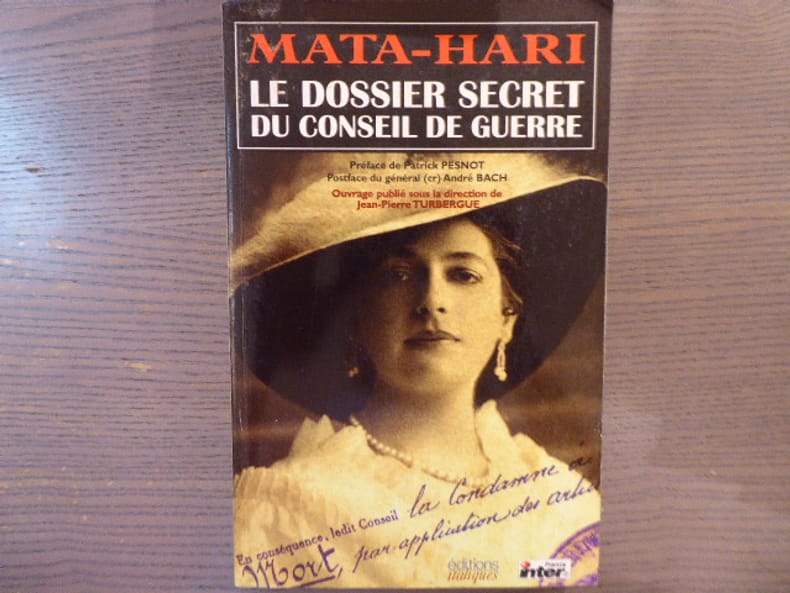 MATA-HARI
LE DOSSIER SECRET
DU CONSEIL DE GUERRE
Préface de Patrick PESNOT
Postface du général (cr) André BACH
Ouvrage publié sous la direction de
Jean-Pierre TURBERGUE
En conséquence, ledit Conseil la Condamne à
Mort, par application des
éditions
italiques
france
inter